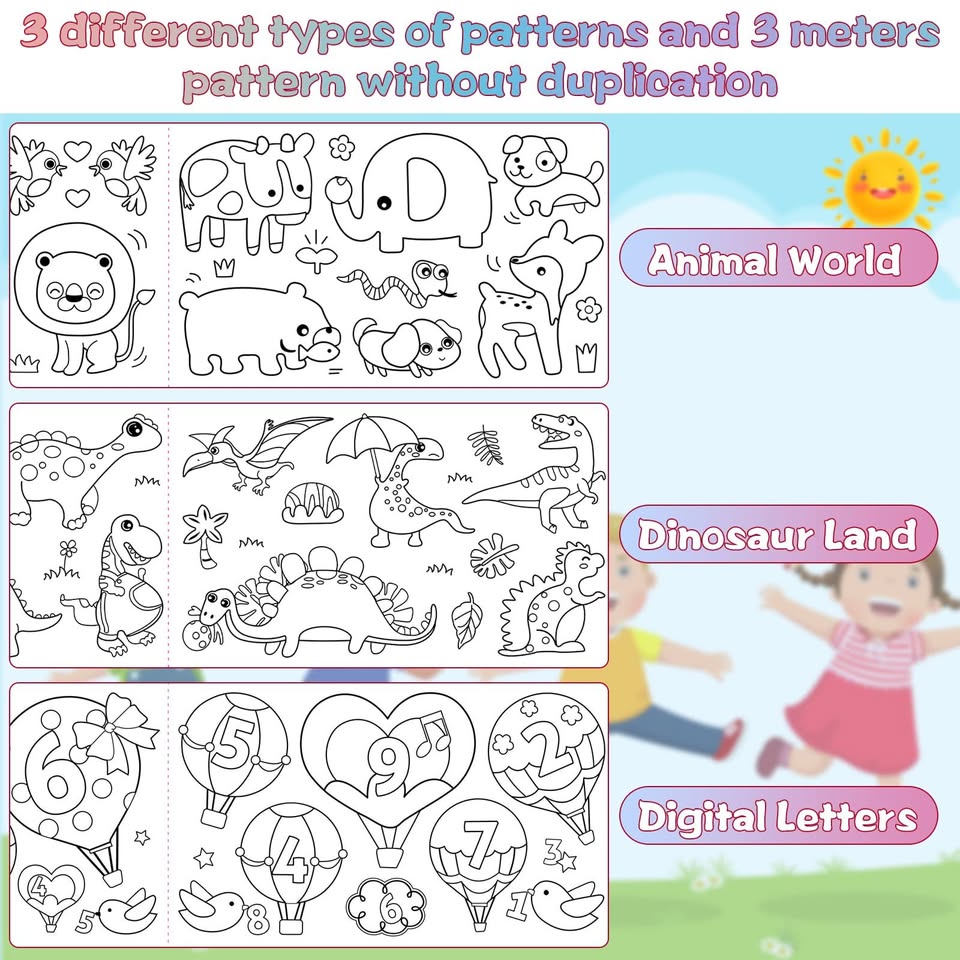 3 different types of patterns and 3 meters
pattern without duplication
Animal World
Dinosaur Land
6
5
9
2
4
7
3
4
5
8
6
1
Digital Letters